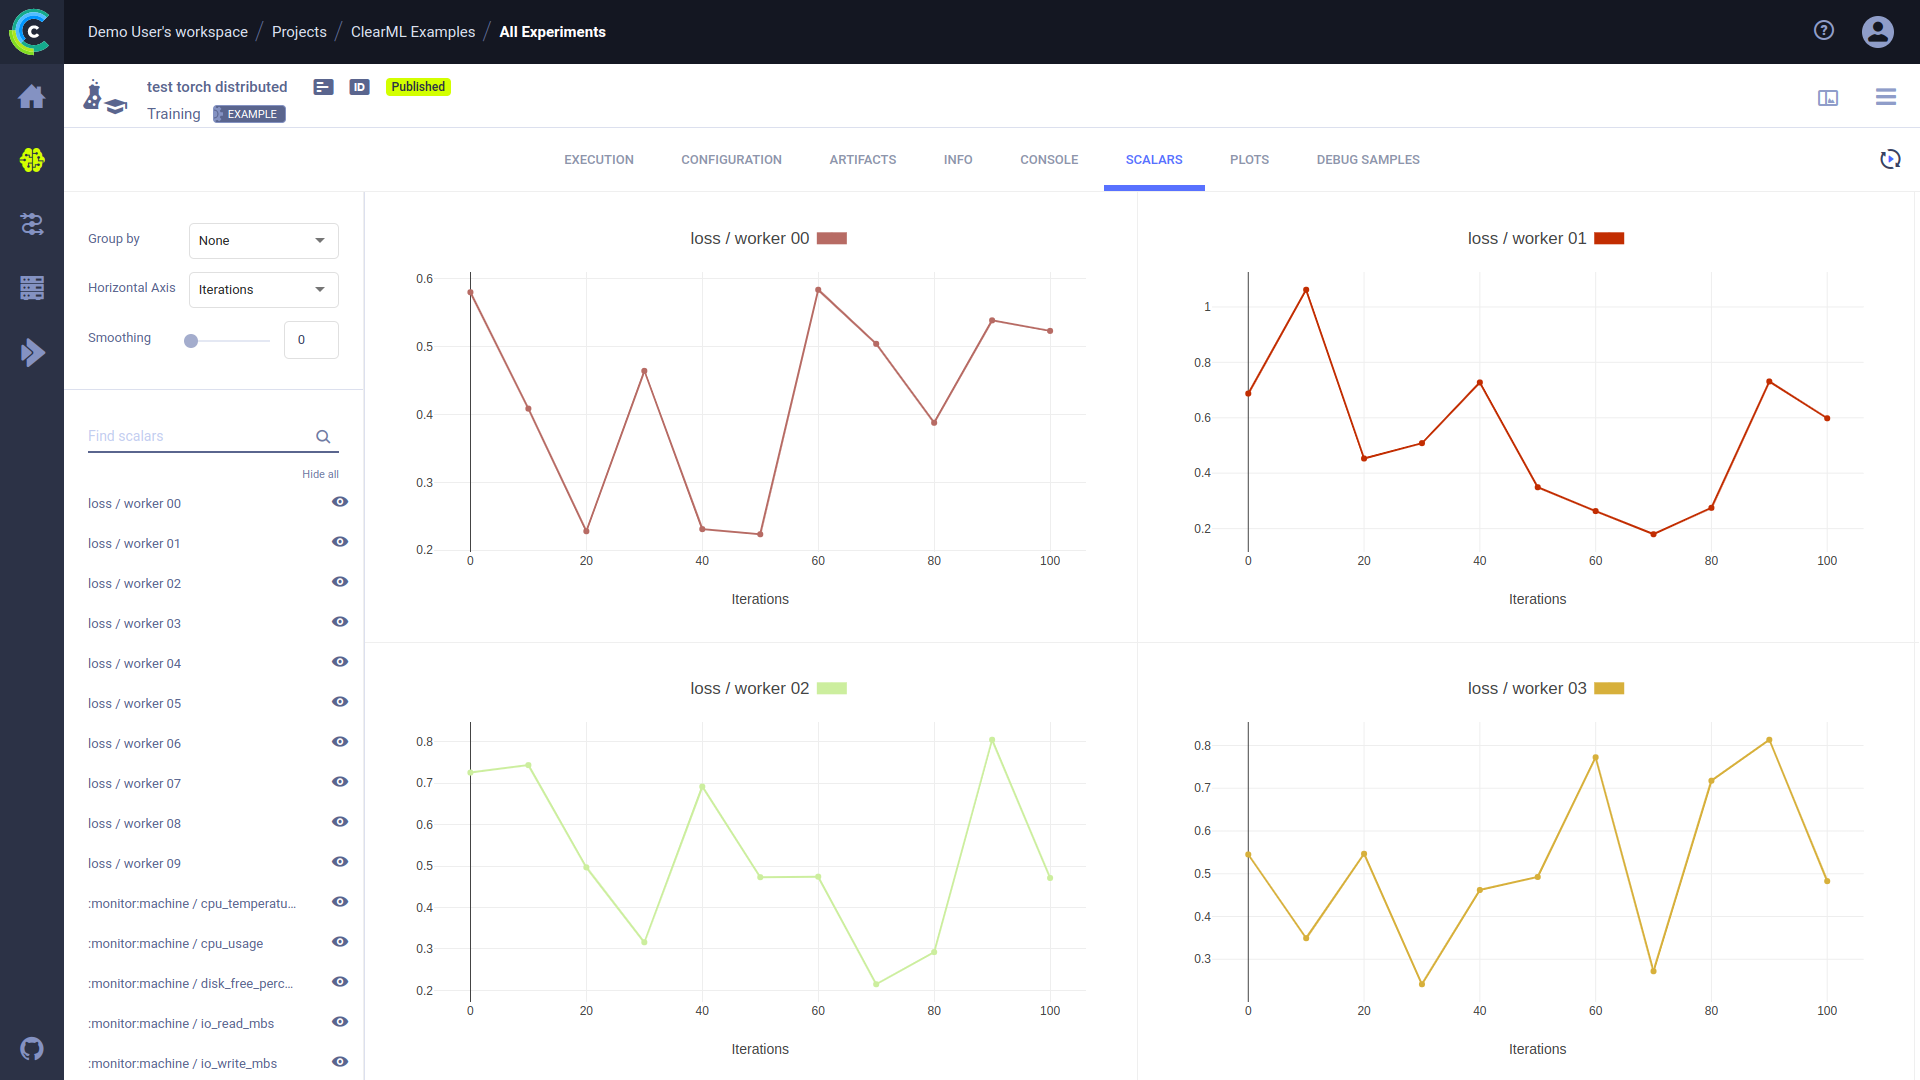 Demo User's workspace / Projects / ClearML Examples / All Experiments
test torch distributed ID Published
Training EXAMPLE
EXECUTION CONFIGURATION ARTIFACTS INFO CONSOLE SCALARS PLOTS DEBUG SAMPLES
Group by None
Horizontal Axis Iterations
Smoothing 0
Find scalars
Hide all
loss / worker 00
loss / worker 01
loss / worker 02
loss / worker 03
loss / worker 04
loss / worker 05
loss / worker 06
loss / worker 07
loss / worker 08
loss / worker 09
:monitor:machine / cpu_temperatu...
:monitor:machine / cpu_usage
:monitor:machine / disk_free_perc...
:monitor:machine / io_read_mbs
:monitor:machine / io_write_mbs
loss / worker 00
0.6
0.5
0.4
0.3
0.2
0 20 40 60 80 100
Iterations
loss / worker 01
1
0.8
0.6
0.4
0.2
0 20 40 60 80 100
Iterations
loss / worker 02
0.8
0.7
0.6
0.5
0.4
0.3
0.2
0 20 40 60 80 100
Iterations
loss / worker 03
0.8
0.7
0.6
0.5
0.4
0.3
0 20 40 60 80 100
Iterations